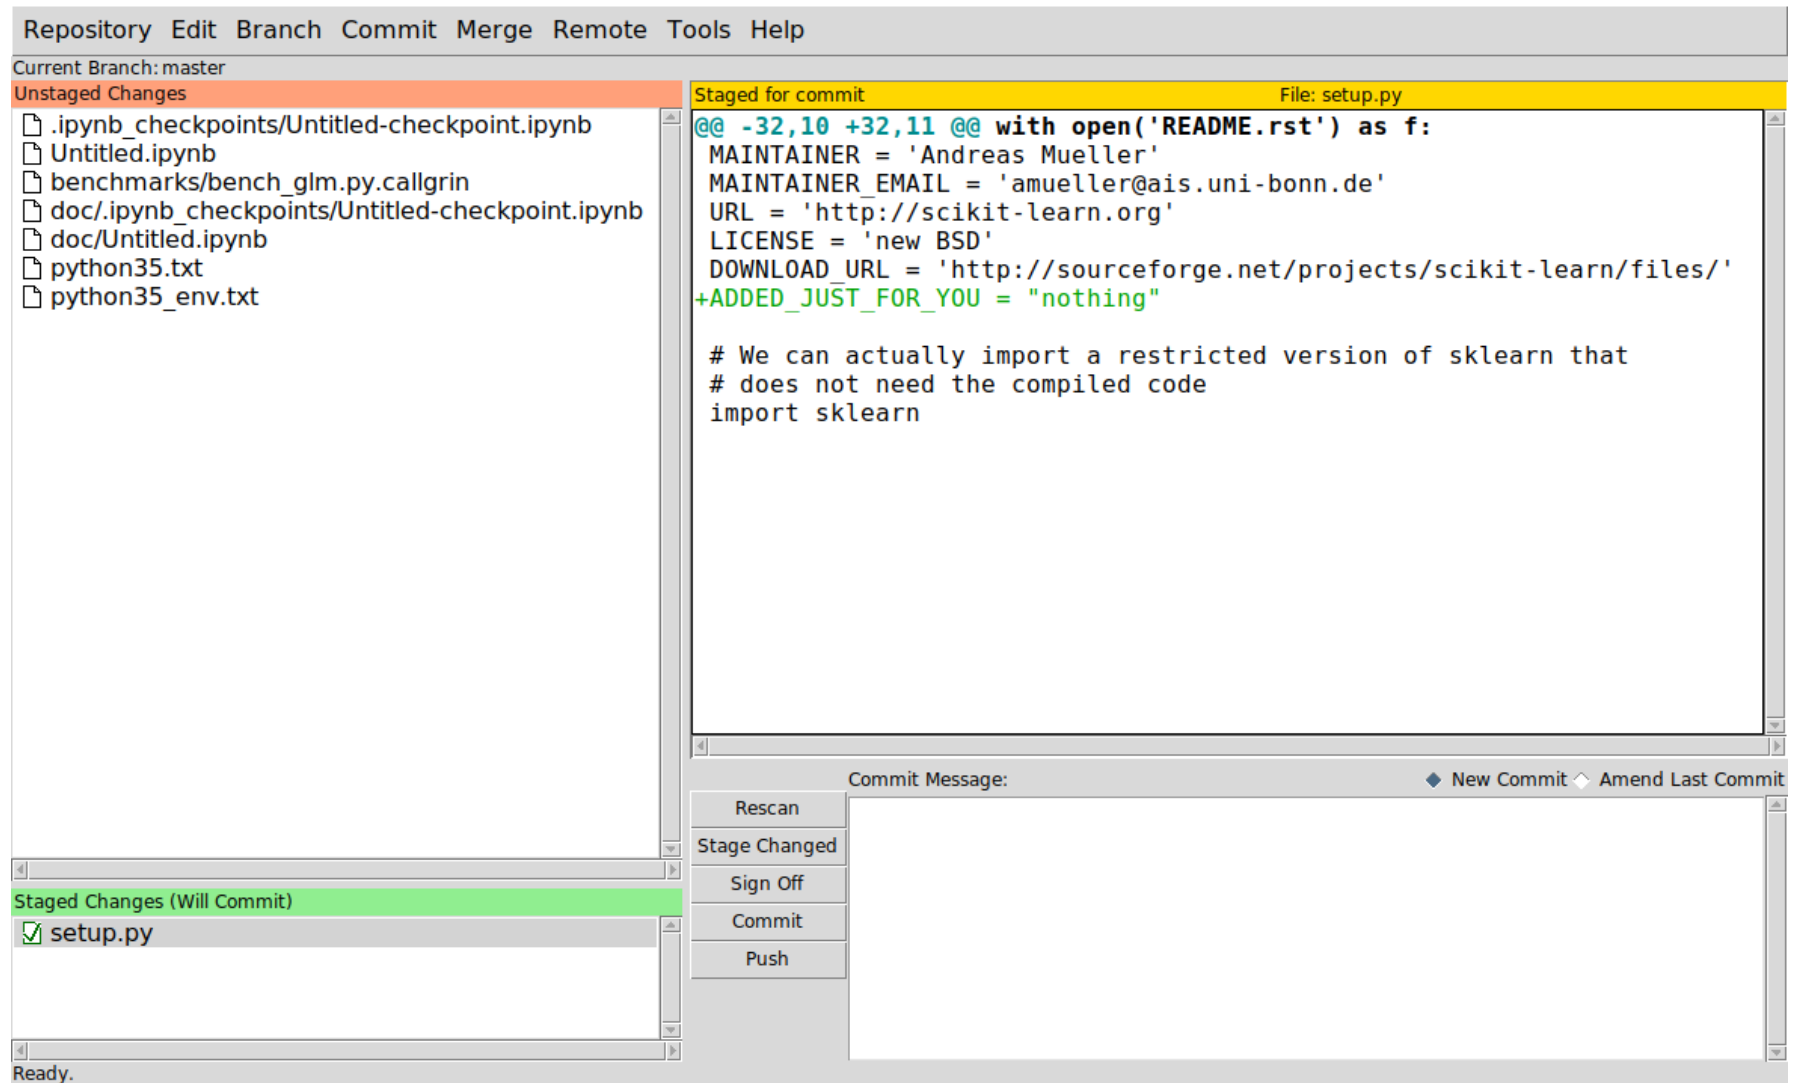 Repository Edit Branch Commit Merge Remote Tools Help
Current Branch: master
Unstaged Changes
.ipynb_checkpoints/Untitled-checkpoint.ipynb
Untitled.ipynb
benchmarks/bench_glm.py.callgrin
doc/.ipynb_checkpoints/Untitled-checkpoint.ipynb
doc/Untitled.ipynb
python35.txt
python35_env.txt
Staged Changes (Will Commit)
setup.py
Staged for commit File: setup.py
@@ -32,10 +32,11 @@ with open('README.rst') as f:
MAINTAINER = 'Andreas Mueller'
MAINTAINER_EMAIL = 'amueller@ais.uni-bonn.de'
URL = 'http://scikit-learn.org'
LICENSE = 'new BSD'
DOWNLOAD_URL = 'http://sourceforge.net/projects/scikit-learn/files/'
+ADDED_JUST_FOR_YOU = "nothing"
# We can actually import a restricted version of sklearn that
# does not need the compiled code
import sklearn
Commit Message: New Commit Amend Last Commit
Rescan
Stage Changed
Sign Off
Commit
Push
Ready.